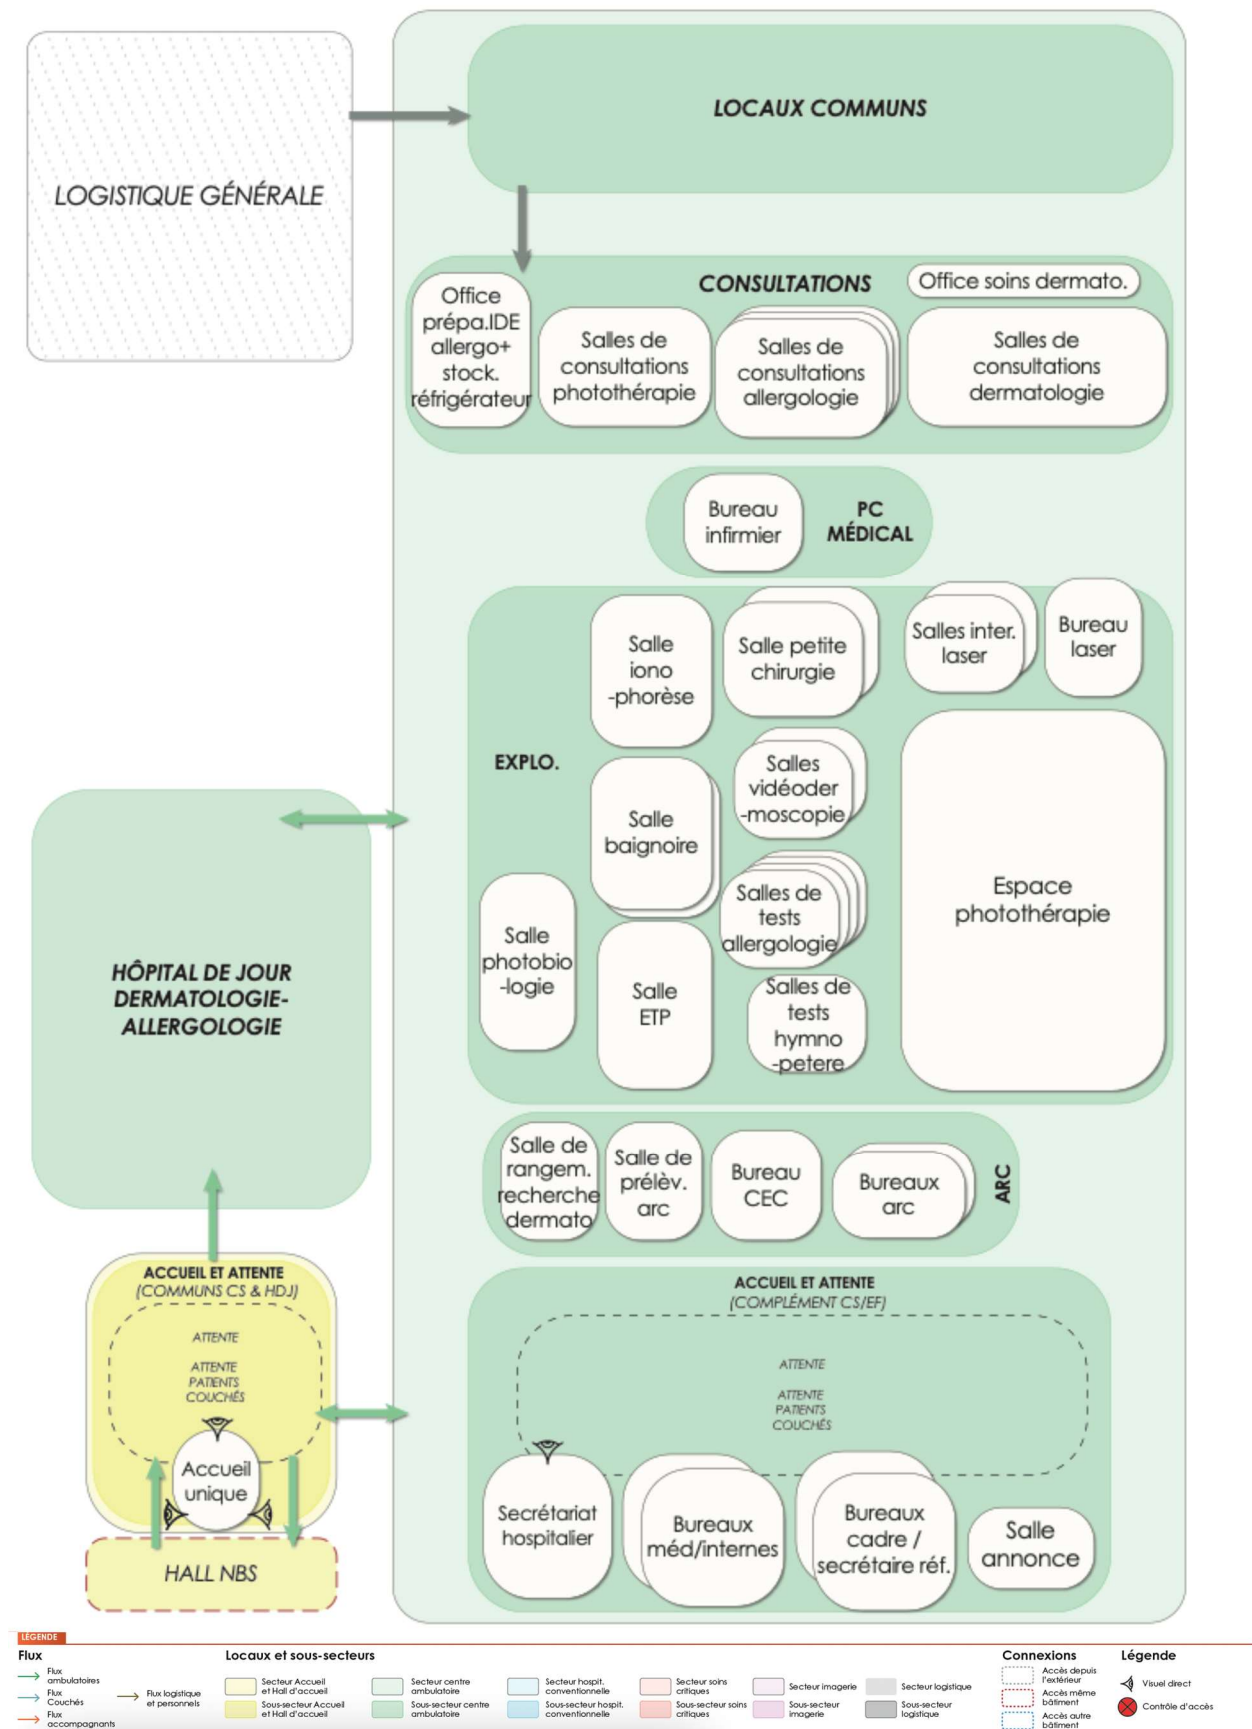 LOCAUX COMMUNS
LOGISTIQUE GÉNÉRALE
CONSULTATIONS
Office soins dermato.
Office
prépa.IDE
allergo+
stock.
réfrigérateur
Salles de
consultations
photothérapie
Salles de
consultations
allergologie
Salles de
consultations
dermatologie
Bureau
infirmier
PC
MÉDICAL
Salle
iono
-phorèse
Salle petite
chirurgie
Salles inter.
laser
Bureau
laser
EXPLO.
Salles
vidéoder
-moscopie
Salle
baignoire
Salles de
tests
allergologie
Espace
photothérapie
Salle
photobio
-logie
Salle
ETP
Salles de
tests
hymno
-petere
HÔPITAL DE JOUR
DERMATOLOGIE-
ALLERGOLOGIE
Salle de
rangem.
recherche
dermato
Salle de
prélèv.
arc
Bureau
CEC
Bureaux
arc
ARC
ACCUEIL ET ATTENTE
(COMMUNS CS & HDJ)
ATTENTE
ATTENTE
PATIENTS
COUCHÉS
Accueil
unique
HALL NBS
ACCUEIL ET ATTENTE
(COMPLÉMENT CS/EF)
ATTENTE
ATTENTE
PATIENTS
COUCHÉS
Secrétariat
hospitalier
Bureaux
méd/internes
Bureaux
cadre /
secrétaire réf.
Salle
annonce
LÉGENDE
Flux
Flux
ambulatoires
Flux
Couchés
Flux
accompagnants
Flux logistique
et personnels
Locaux et sous-secteurs
Secteur Accueil
et Hall d'accueil
Sous-secteur Accueil
et Hall d'accueil
Secteur centre
ambulatoire
Sous-secteur centre
ambulatoire
Secteur hospit.
conventionnelle
Sous-secteur hospit.
conventionnelle
Secteur soins
critiques
Sous-secteur soins
critiques
Secteur imagerie
Sous-secteur
imagerie
Secteur logistique
Sous-secteur
logistique
Connexions
Accès depuis
l'extérieur
Accès même
bâtiment
Accès autre
bâtiment
Légende
Visuel direct
Contrôle d'accès